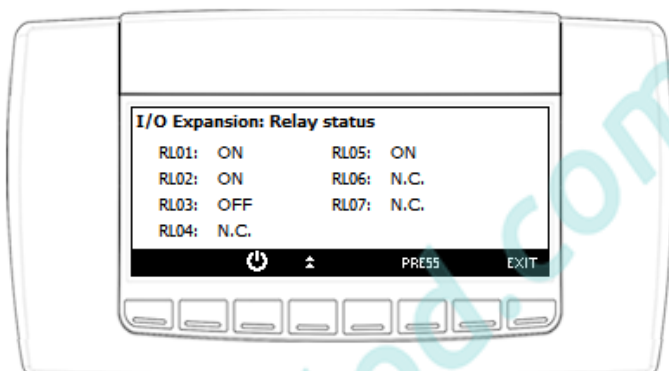 I/O Expansion: Relay status
RL01: ON RL05: ON
RL02: ON RL06: N.C.
RL03: OFF RL07: N.C.
RL04: N.C.
PRESS EXIT